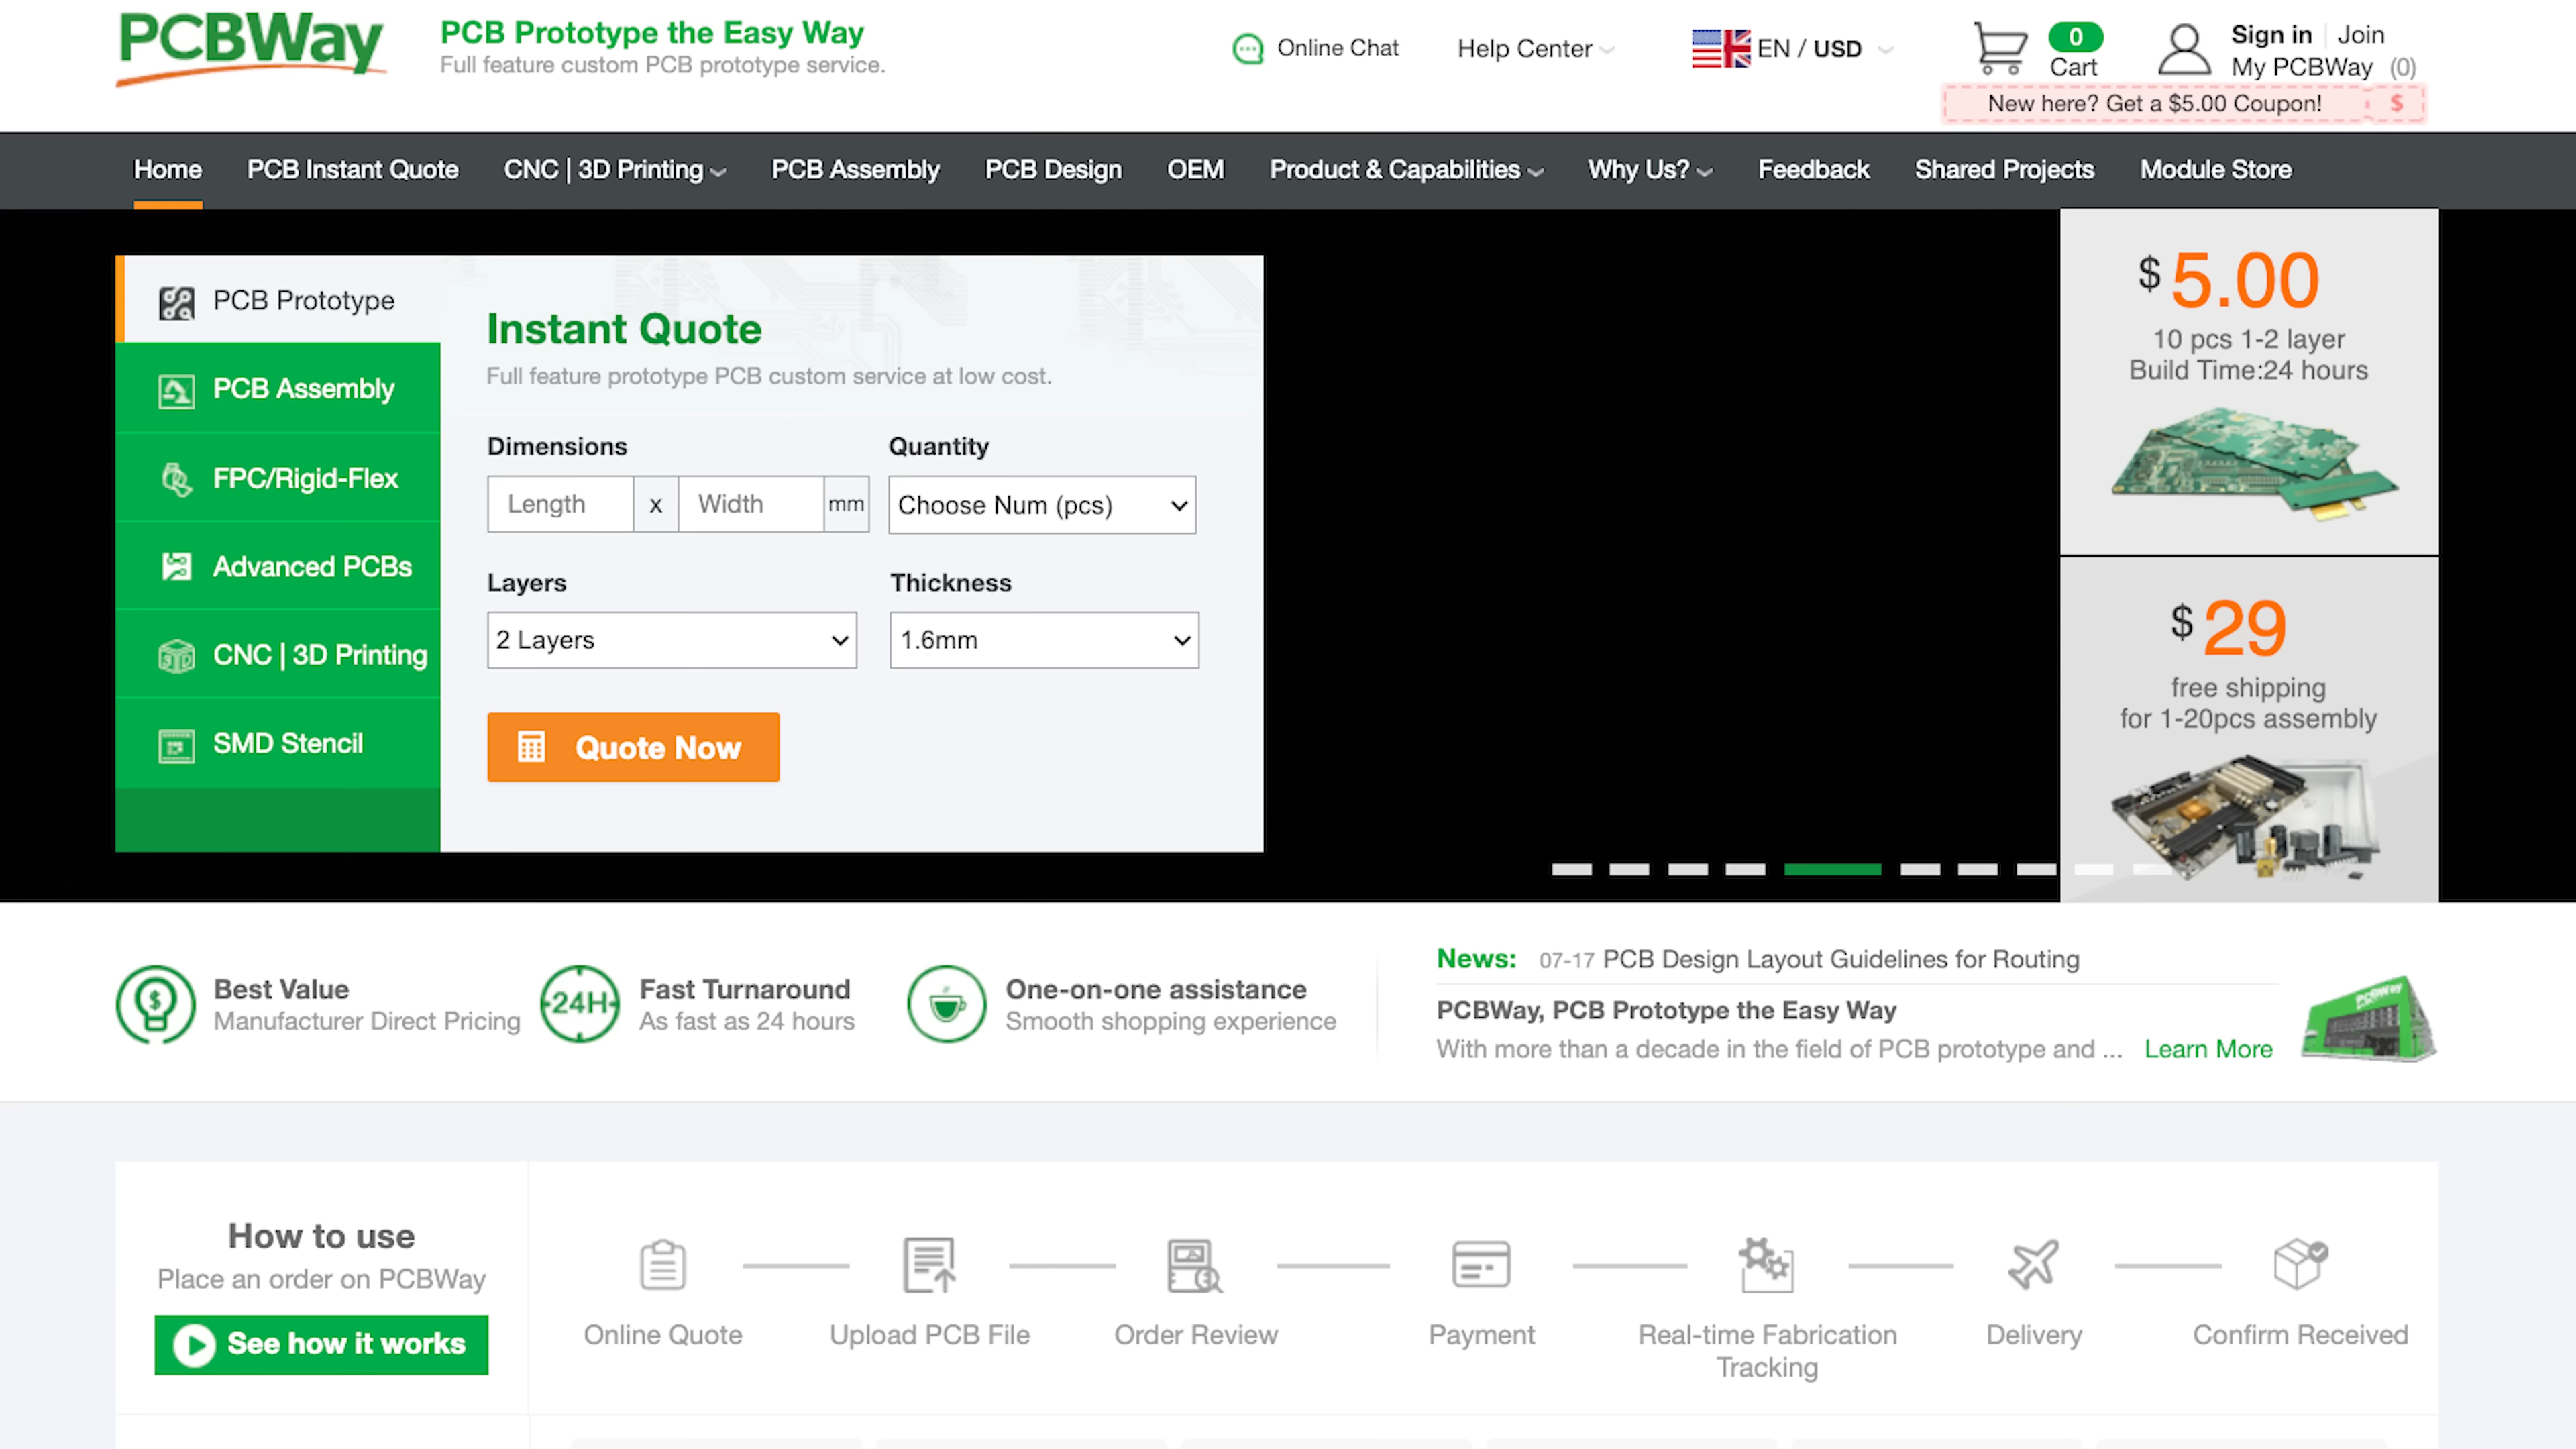 PCBWay
PCB Prototype the Easy Way
Full feature custom PCB prototype service.
Online Chat
Help Center
EN / USD
0
Cart
Sign in
Join
My PCBWay (0)
New here? Get a $5.00 Coupon! $
Home
PCB Instant Quote
CNC | 3D Printing
PCB Assembly
PCB Design
OEM
Product & Capabilities
Why Us?
Feedback
Shared Projects
Module Store
PCB Prototype
PCB Assembly
FPC/Rigid-Flex
Advanced PCBs
CNC | 3D Printing
SMD Stencil
Instant Quote
Full feature prototype PCB custom service at low cost.
Dimensions
Length x Width mm
Quantity
Choose Num (pcs)
Layers
2 Layers
Thickness
1.6mm
Quote Now
$ 5.00
10 pcs 1-2 layer
Build Time:24 hours
$ 29
free shipping
for 1-20pcs assembly
Best Value
Manufacturer Direct Pricing
24H
Fast Turnaround
As fast as 24 hours
One-on-one assistance
Smooth shopping experience
News: 07-17 PCB Design Layout Guidelines for Routing
PCBWay, PCB Prototype the Easy Way
With more than a decade in the field of PCB prototype and ... Learn More
PCBWay
How to use
Place an order on PCBWay
See how it works
Online Quote
Upload PCB File
Order Review
Payment
Real-time Fabrication
Tracking
Delivery
Confirm Received